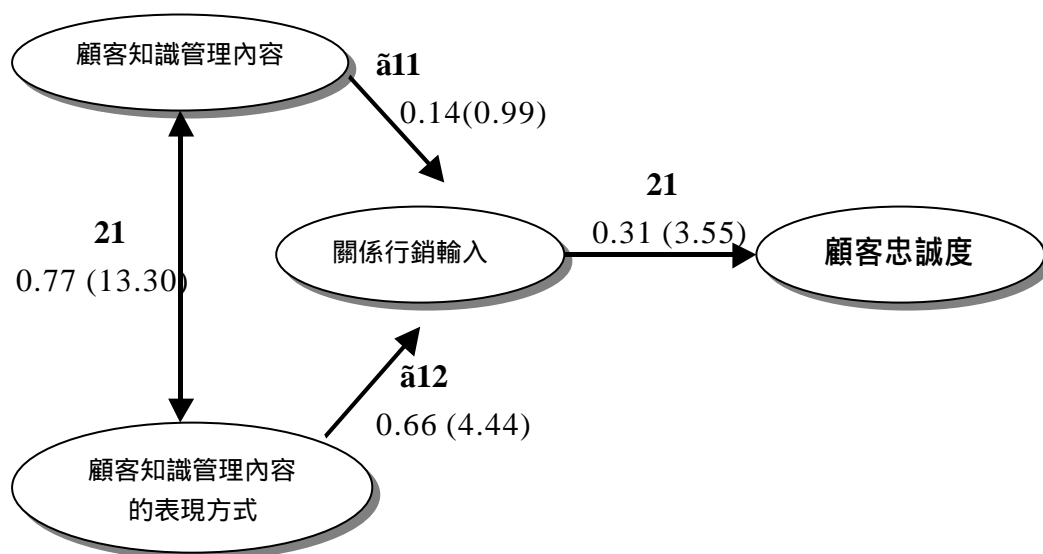 顧客知識管理內容
ã11
0.14(0.99)
21
0.77 (13.30)
關係行銷輸入
21
0.31 (3.55)
顧客忠誠度
ã12
0.66 (4.44)
顧客知識管理內容
的表現方式